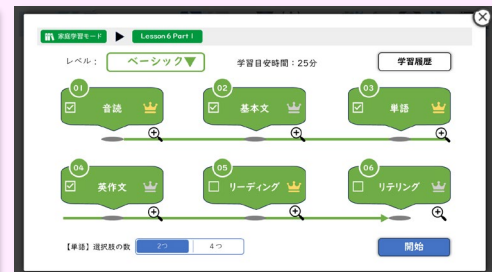 家庭学習モード ▶ Lesson 6 Part 1
レベル： ベーシック▼ 学習目安時間：25分 学習履歴
01 02 03
音読 基本文 単語
04 05 06
英作文 リーディング リテリング
【単語】選択肢の数 2つ 4つ 開始